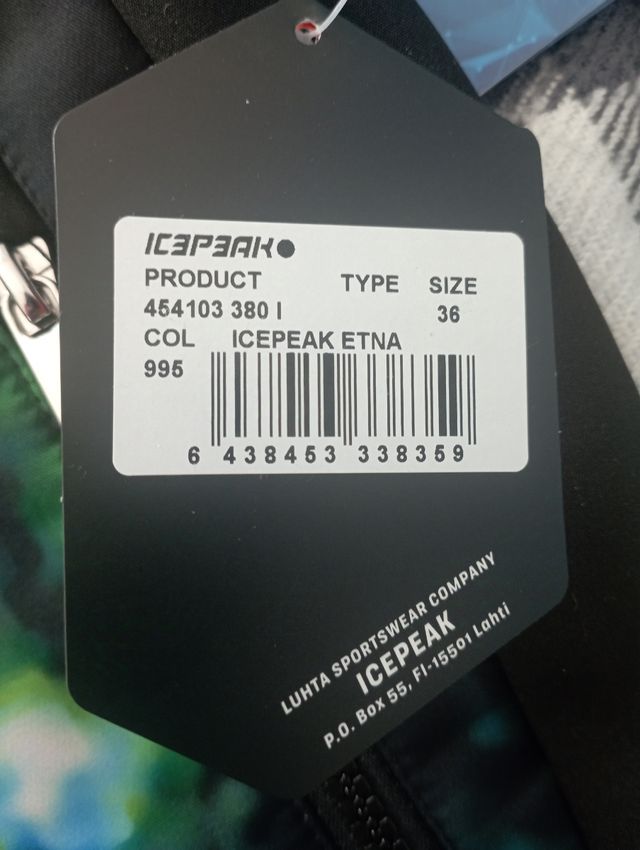 ICEPEAK
PRODUCT TYPE SIZE
454103 380 I 36
COL ICEPEAK ETNA
995
6 438453 338359
LUHTA SPORTSWEAR COMPANY
ICEPEAK
P.O. Box 55, FI-15501 Lahti